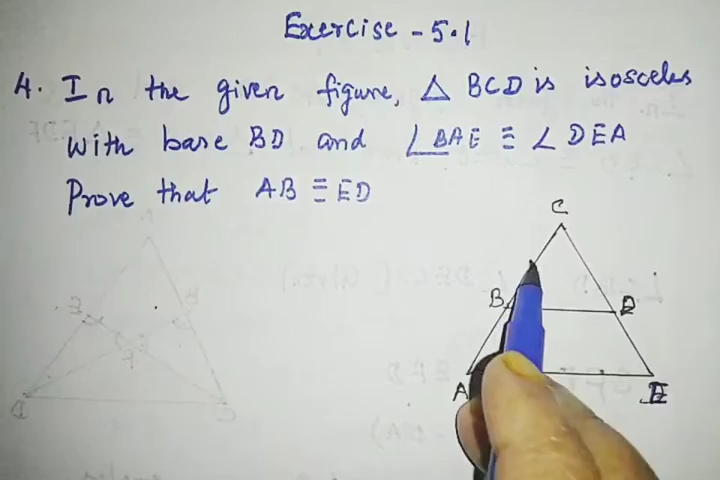 Exercise - 5.1
4. In the given figure, △ BCD is isosceles
with base BD and ∠BAE ≡ ∠DEA
Prove that AB ≡ ED
C
B
D
A
E